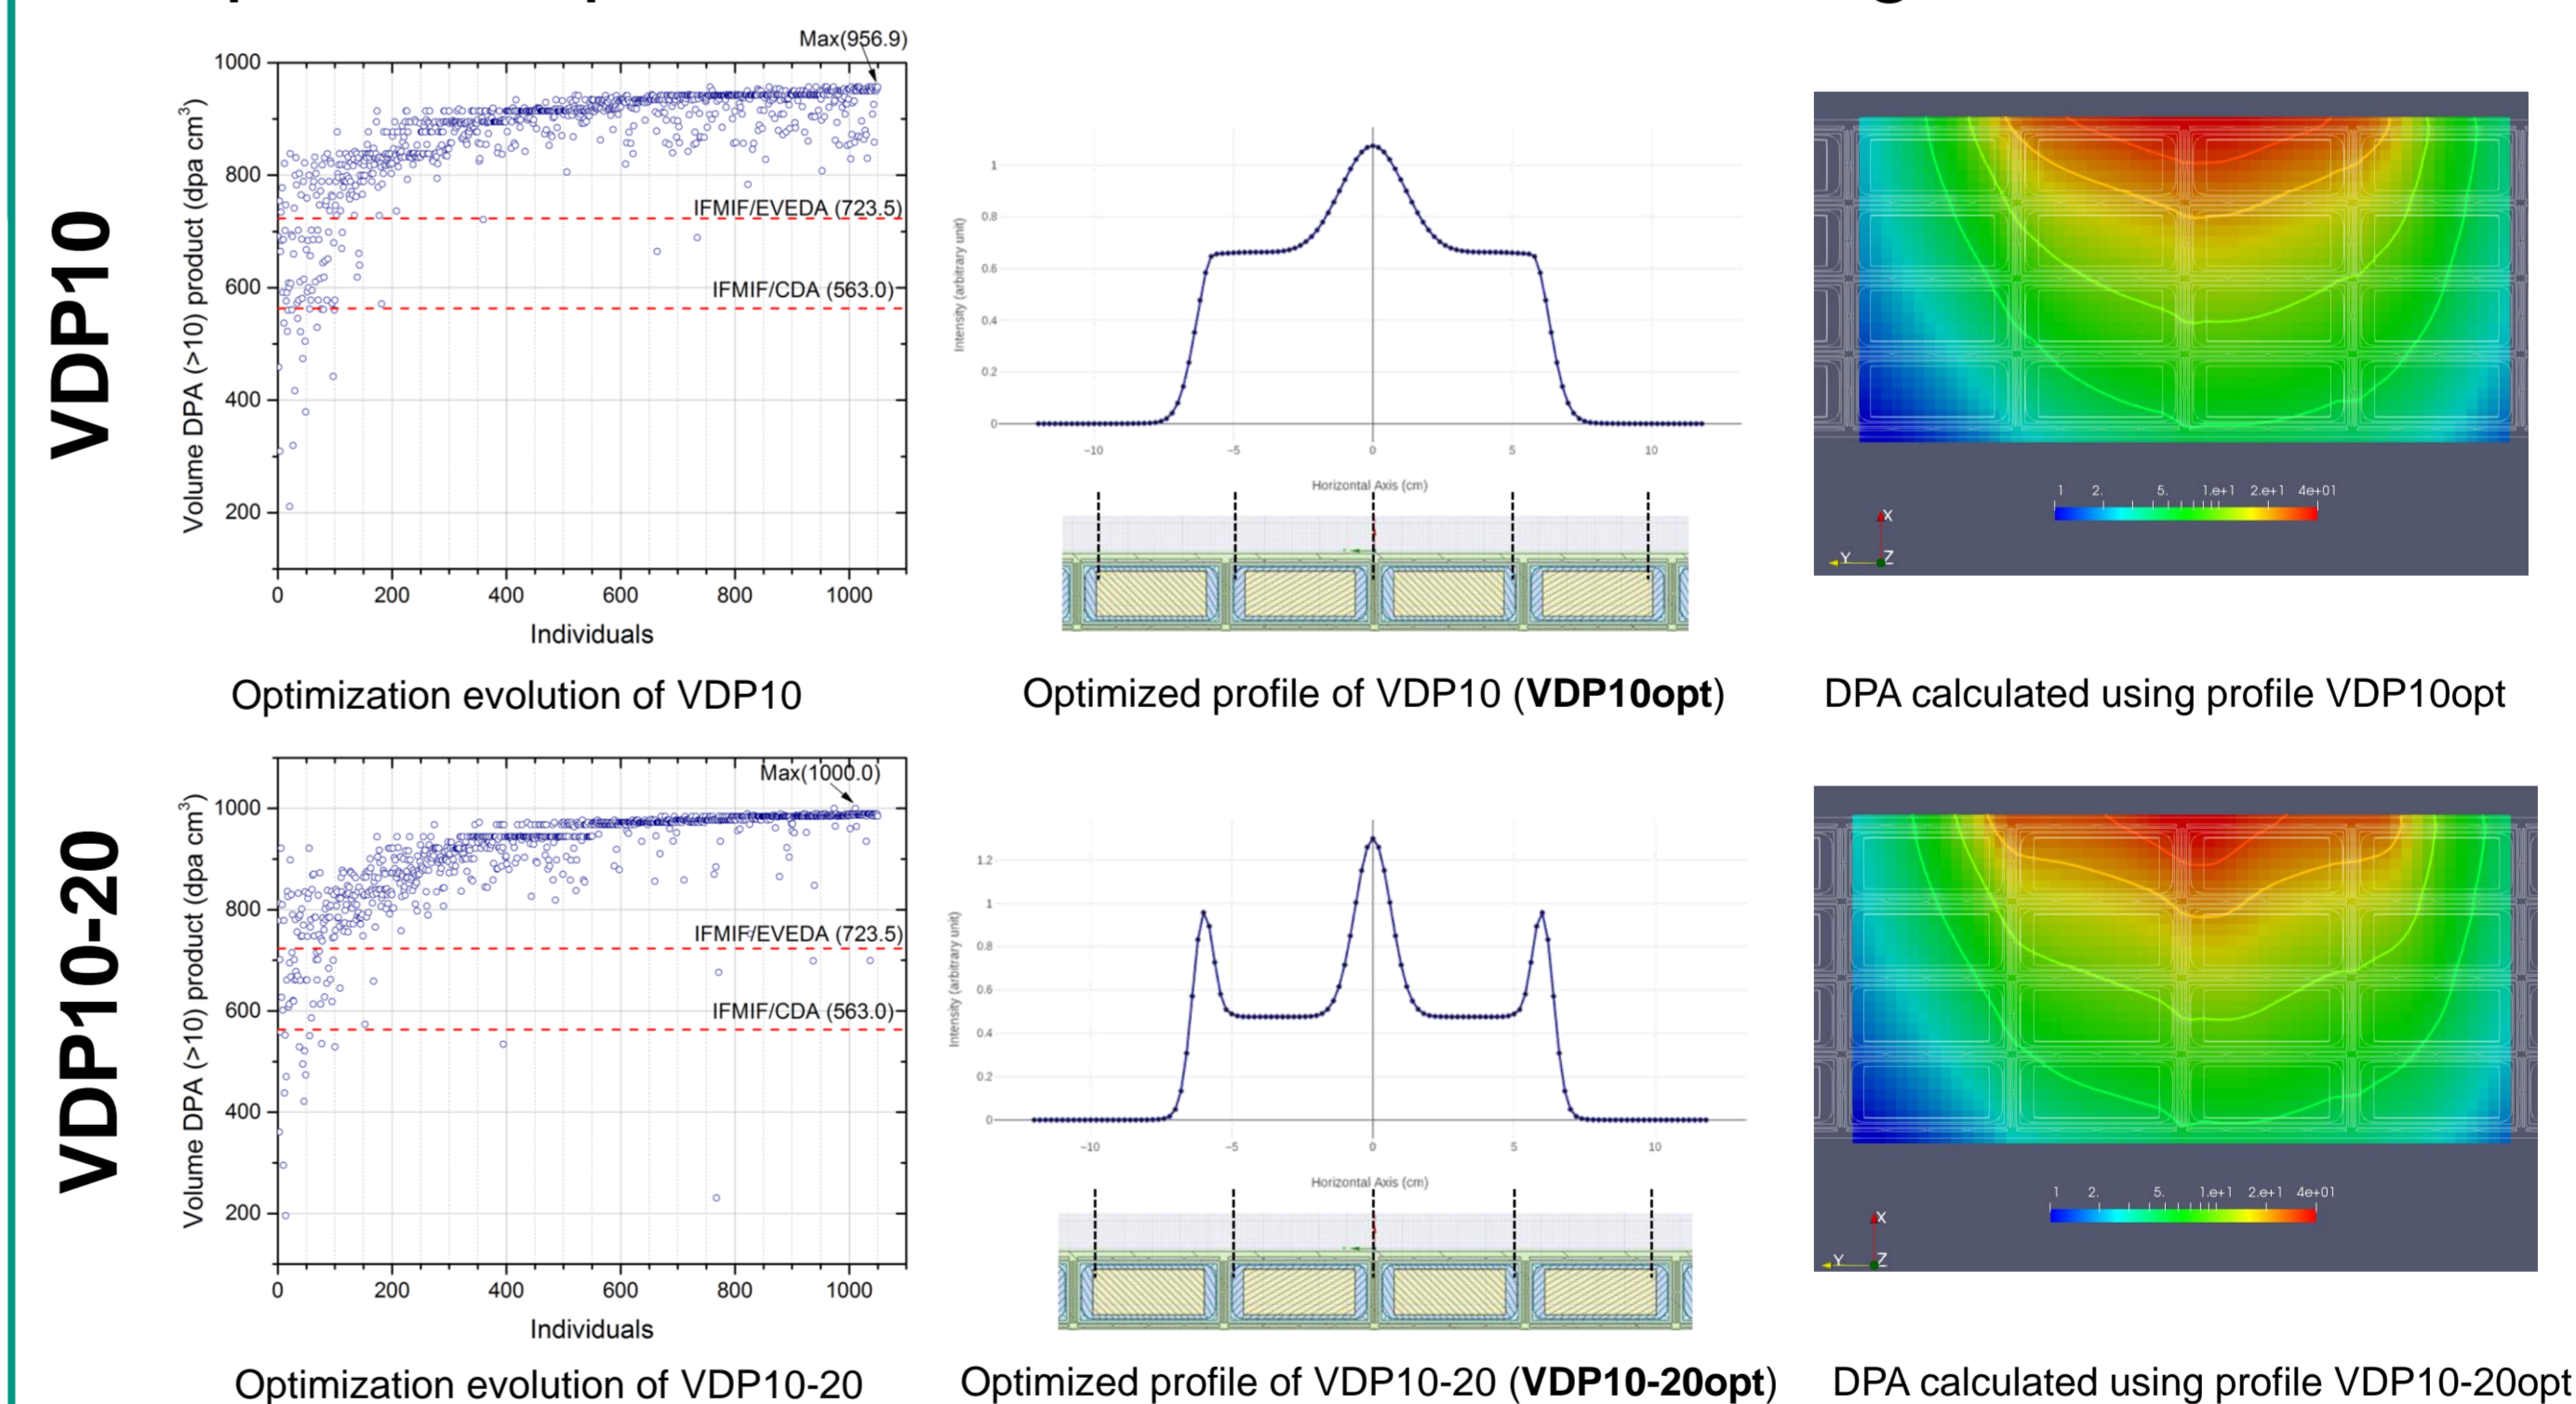 VDP10
Max(956.9)
1000
800
600
400
200
Volume DPA (>10) product (dpa cm³)
IFMIF/EVEDA (723.5)
IFMIF/CDA (563.0)
0 200 400 600 800 1000
Individuals
Optimization evolution of VDP10
Intensity (arbitrary unit)
1
0.8
0.6
0.4
0.2
0
−10 −5 0 5 10
Horizontal Axis (cm)
Optimized profile of VDP10 (VDP10opt)
1 2. 5. 1.e+1 2.e+1 4e+01
X
Y Z
DPA calculated using profile VDP10opt
VDP10-20
Max(1000.0)
1000
800
600
400
200
Volume DPA (>10) product (dpa cm³)
IFMIF/EVEDA (723.5)
IFMIF/CDA (563.0)
0 200 400 600 800 1000
Individuals
Optimization evolution of VDP10-20
Intensity (arbitrary unit)
1.2
1
0.8
0.6
0.4
0.2
0
−10 −5 0 5 10
Horizontal Axis (cm)
Optimized profile of VDP10-20 (VDP10-20opt)
1 2. 5. 1.e+1 2.e+1 4e+01
X
Y Z
DPA calculated using profile VDP10-20opt